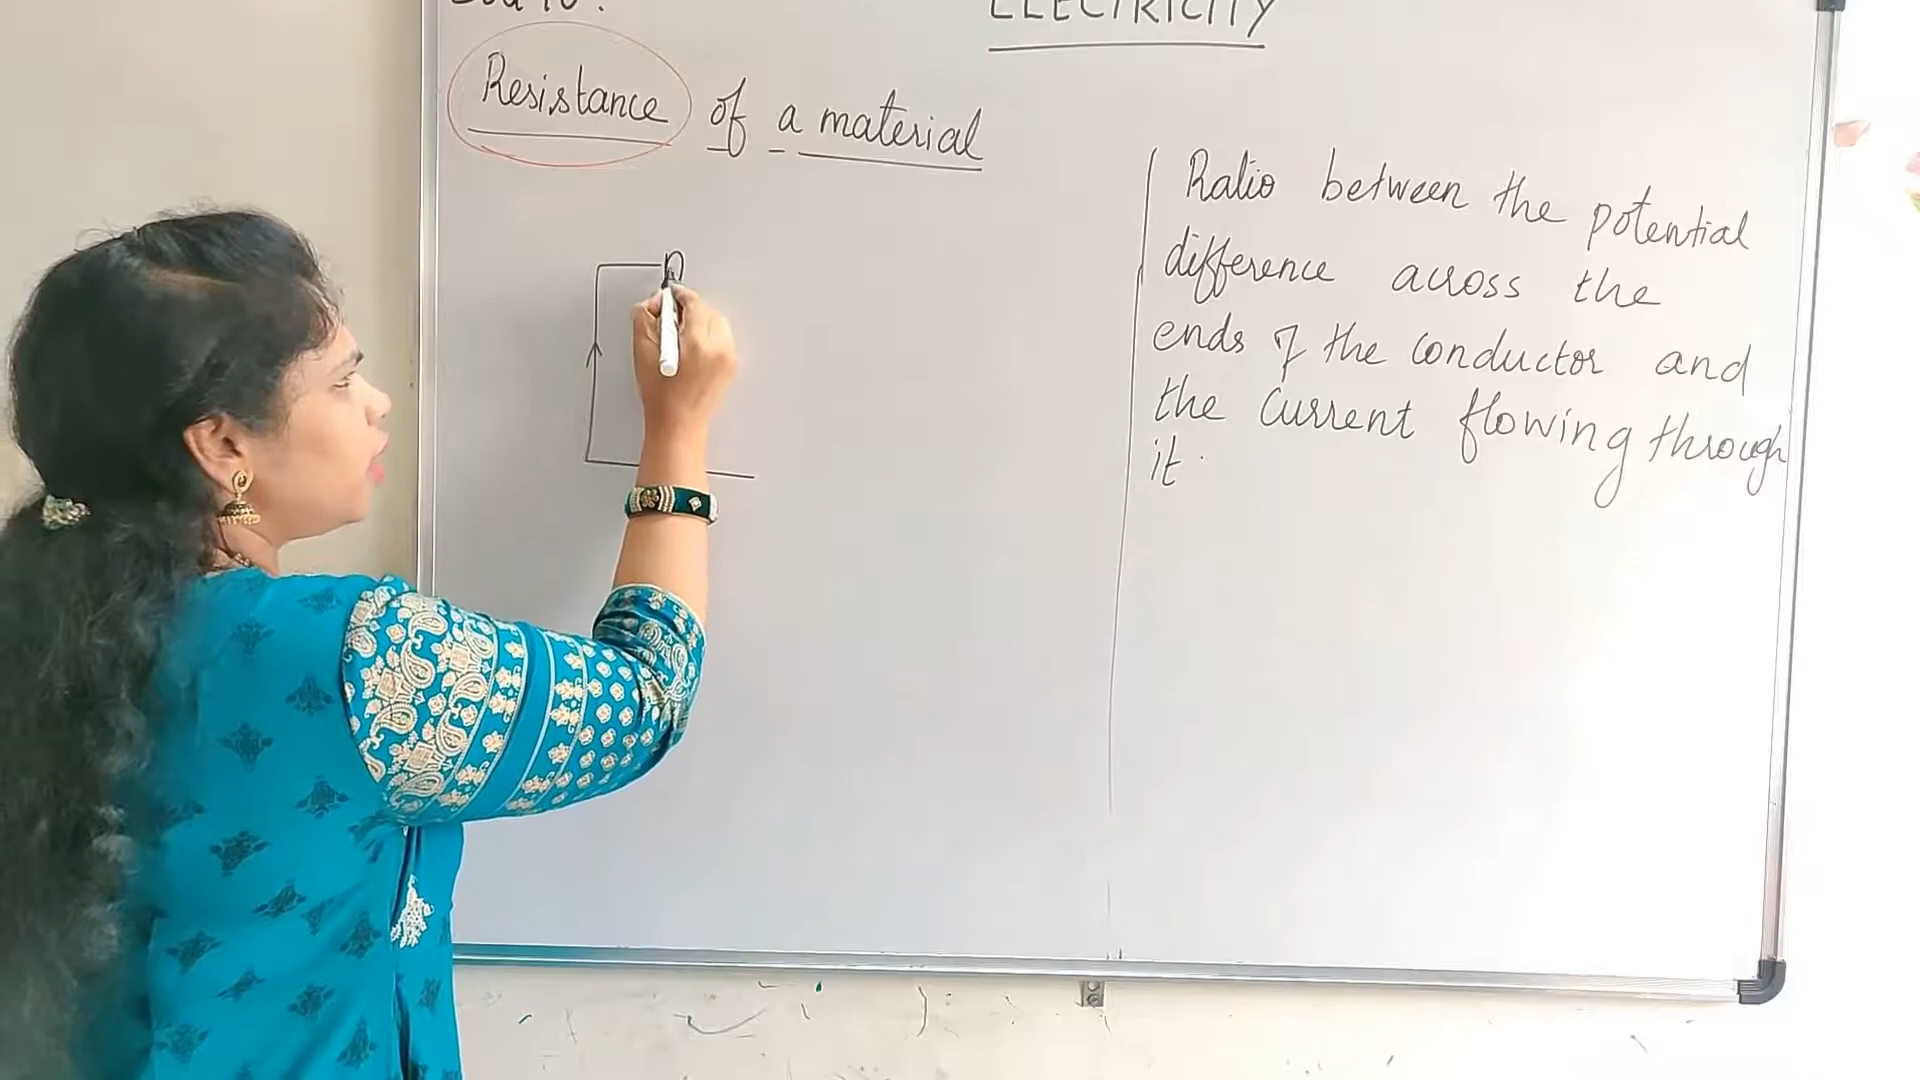 ELECTRICITY
Resistance of a material
Ratio between the potential
difference across the
ends of the conductor and
the current flowing through
it.